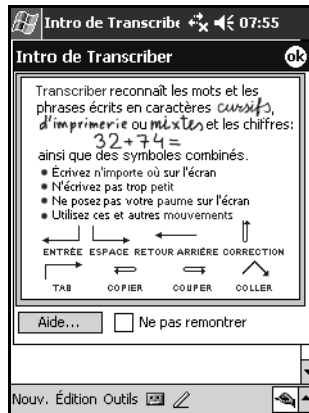 Intro de Transcribe 07:55
Intro de Transcriber ok
Transcriber reconnaît les mots et les
phrases écrits en caractères cursifs,
d'imprimerie ou mixtes et les chiffres:
32+74=
ainsi que des symboles combinés.
• Écrivez n'importe où sur l'écran
• N'écrivez pas trop petit
• Ne posez pas votre paume sur l'écran
• Utilisez ces et autres mouvements
ENTRÉE ESPACE RETOUR ARRIÈRE CORRECTION
TAB COPIER COUPER COLLER
Aide... Ne pas remontrer
Nouv. Édition Outils